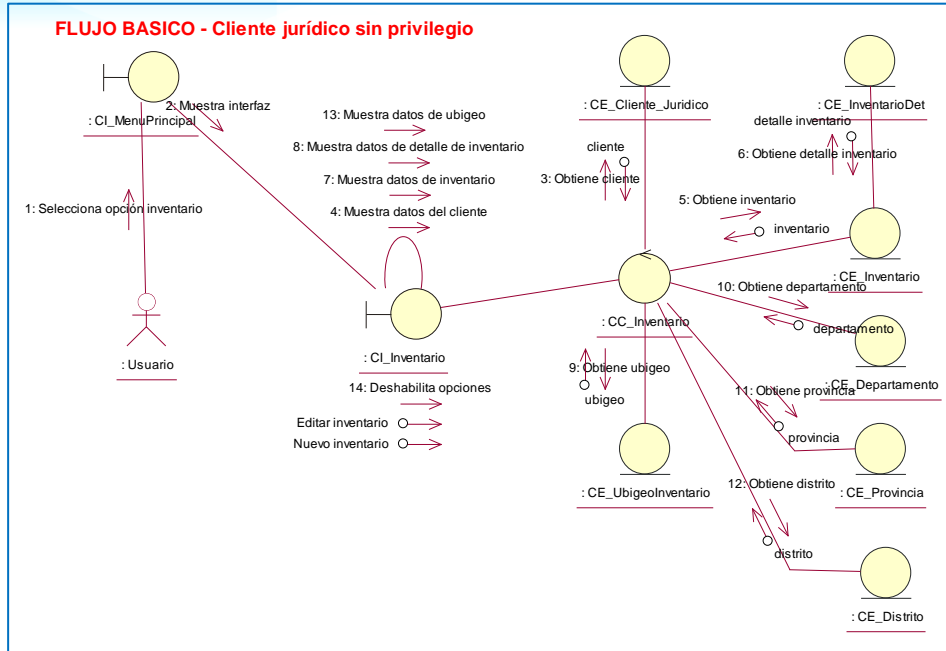 FLUJO BASICO - Cliente jurídico sin privilegio
2: Muestra interfaz
: CI_MenuPrincipal
1: Selecciona opción inventario
: Usuario
13: Muestra datos de ubigeo
8: Muestra datos de detalle de inventario
7: Muestra datos de inventario
4: Muestra datos del cliente
: CI_Inventario
14: Deshabilita opciones
Editar inventario
Nuevo inventario
: CE_Cliente_Juridico
cliente
3: Obtiene cliente
: CE_InventarioDet
detalle inventario
6: Obtiene detalle inventario
5: Obtiene inventario
inventario
: CE_Inventario
: CC_Inventario
10: Obtiene departamento
departamento
: CE_Departamento
9: Obtiene ubigeo
ubigeo
: CE_UbigeoInventario
11: Obtiene provincia
provincia
: CE_Provincia
12: Obtiene distrito
distrito
: CE_Distrito